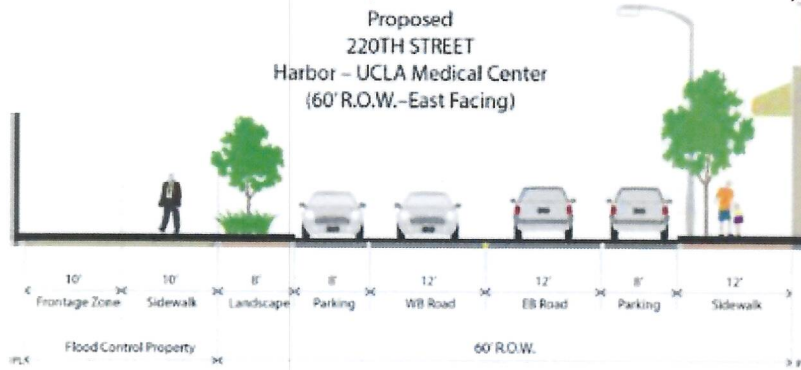 Proposed
220TH STREET
Harbor – UCLA Medical Center
(60' R.O.W.–East Facing)
10' 10' 8' 8' 12' 12' 8' 12'
Frontage Zone Sidewalk Landscape Parking WB Road EB Road Parking Sidewalk
Flood Control Property 60' R.O.W.